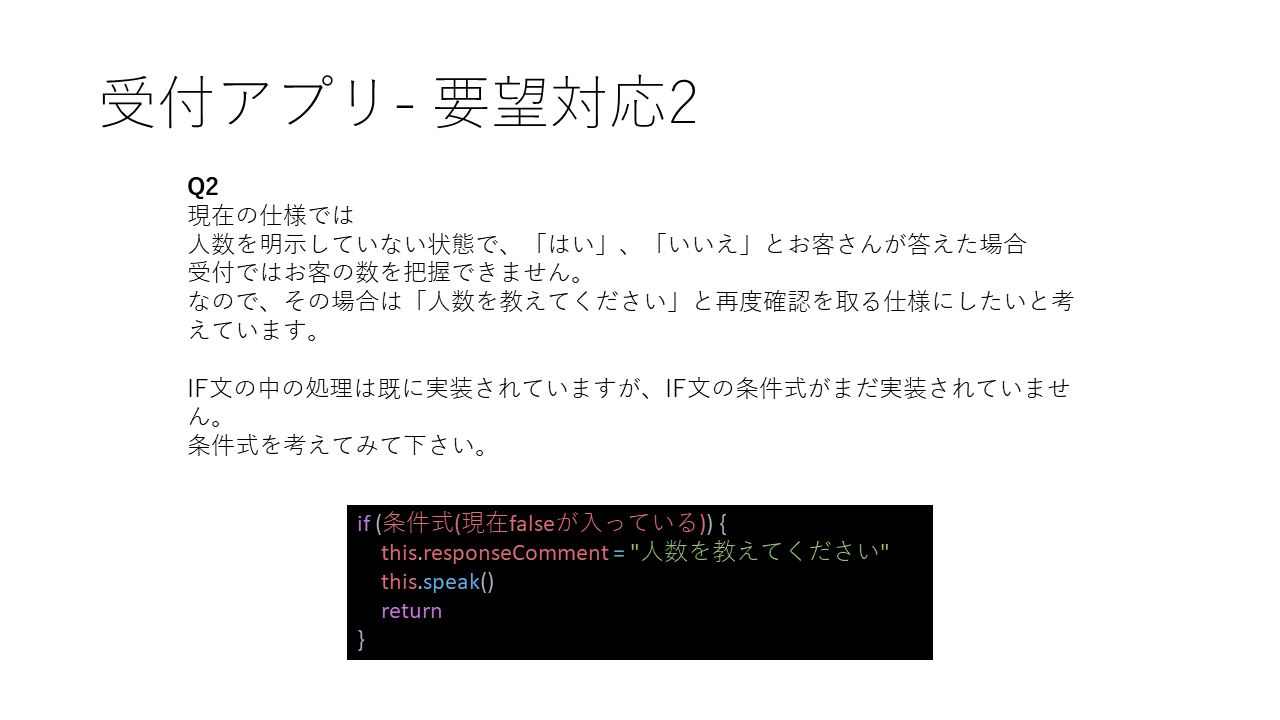 受付アプリ- 要望対応2
Q2
現在の仕様では
人数を明示していない状態で、「はい」、「いいえ」とお客さんが答えた場合
受付ではお客の数を把握できません。
なので、その場合は「人数を教えてください」と再度確認を取る仕様にしたいと考
えています。
IF文の中の処理は既に実装されていますが、IF文の条件式がまだ実装されていませ
ん。
条件式を考えてみて下さい。
if (条件式(現在falseが入っている)) {
this.responseComment = "人数を教えてください"
this.speak()
return
}